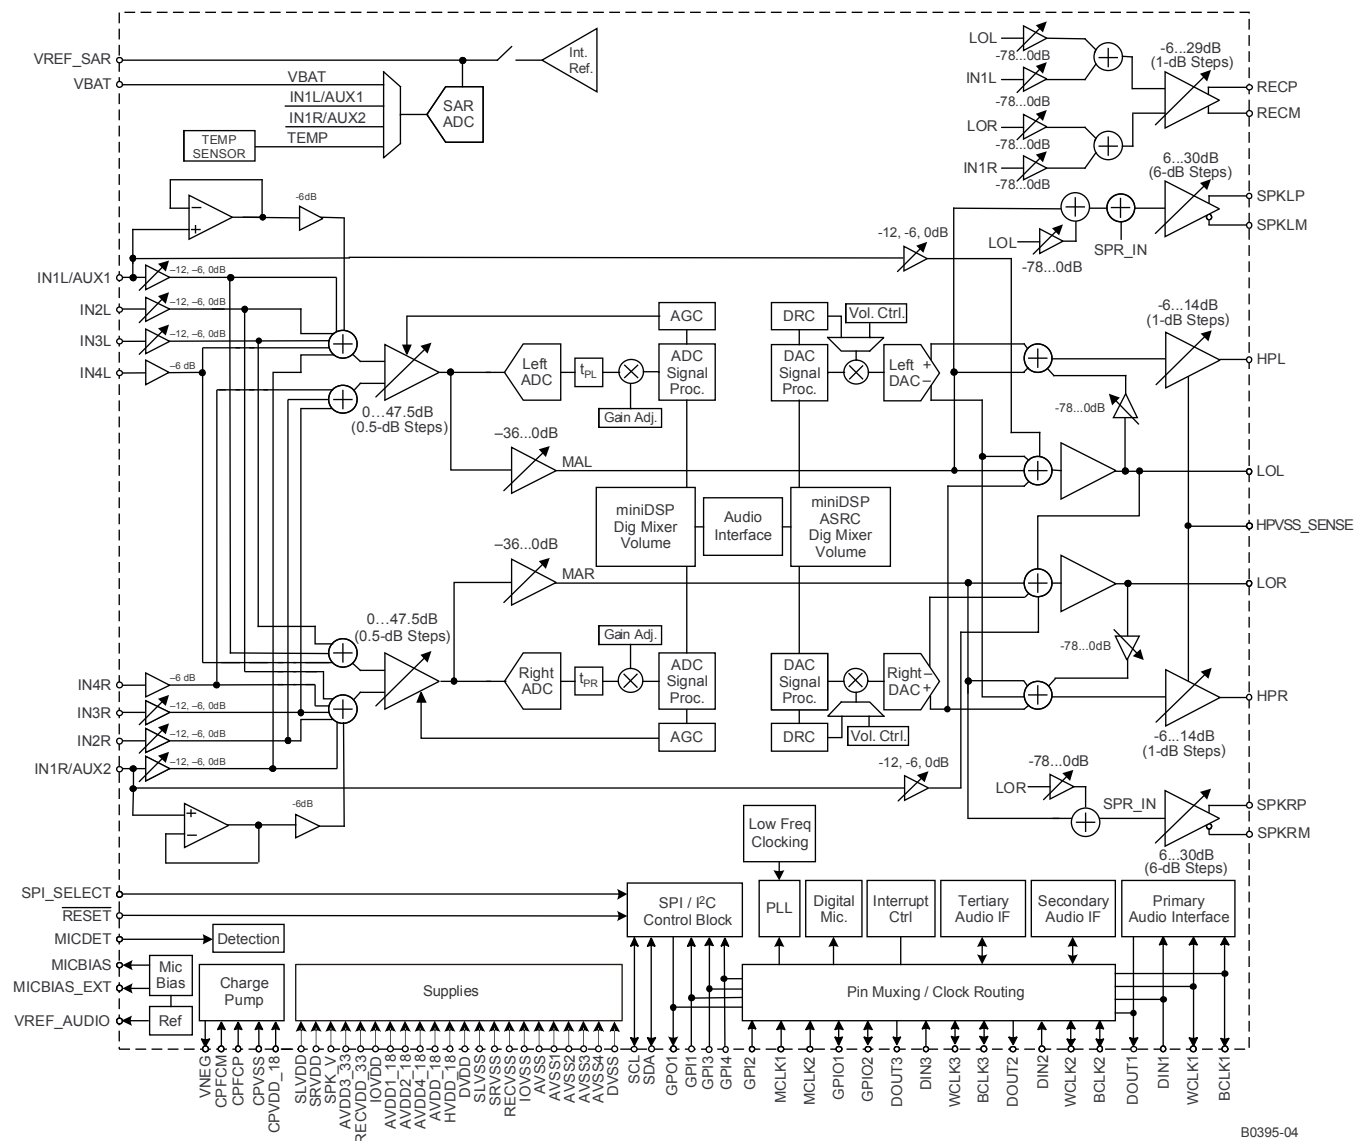 VREF_SAR
VBAT
VBAT
IN1L/AUX1
IN1R/AUX2
TEMP
TEMP
SENSOR
SAR
ADC
Int.
Ref.
LOL
-78...0dB
IN1L
-78...0dB
LOR
-78...0dB
IN1R
-78...0dB
-6...29dB
(1-dB Steps)
RECP
RECM
6...30dB
(6-dB Steps)
SPKLP
SPKLM
LOL
-78...0dB
SPR_IN
-6dB
-12, -6, 0dB
IN1L/AUX1
–12, –6, 0dB
IN2L
–12, –6, 0dB
IN3L
–12, –6, 0dB
IN4L
–6 dB
0...47.5dB
(0.5-dB Steps)
AGC
Left
ADC
tPL
Gain Adj.
ADC
Signal
Proc.
DRC
Vol. Ctrl.
DAC
Signal
Proc.
Left +
DAC –
-6...14dB
(1-dB Steps)
HPL
-78...0dB
–36...0dB
MAL
LOL
miniDSP
Dig Mixer
Volume
Audio
Interface
miniDSP
ASRC
Dig Mixer
Volume
HPVSS_SENSE
–36...0dB
MAR
LOR
0...47.5dB
(0.5-dB Steps)
Gain Adj.
Right
ADC
tPR
ADC
Signal
Proc.
AGC
DAC
Signal
Proc.
DRC
Vol. Ctrl.
Right –
DAC +
-78...0dB
HPR
-6...14dB
(1-dB Steps)
IN4R
–6 dB
IN3R
–12, –6, 0dB
IN2R
–12, –6, 0dB
IN1R/AUX2
–12, –6, 0dB
-6dB
-12, -6, 0dB
-78...0dB
LOR
SPR_IN
SPKRP
SPKRM
6...30dB
(6-dB Steps)
Low Freq
Clocking
SPI_SELECT
RESET
MICDET
Detection
MICBIAS
MICBIAS_EXT
Mic
Bias
VREF_AUDIO
Ref
Charge
Pump
Supplies
SPI / I²C
Control Block
PLL
Digital
Mic.
Interrupt
Ctrl
Tertiary
Audio IF
Secondary
Audio IF
Primary
Audio Interface
Pin Muxing / Clock Routing
VNEG
CPFCM
CPFCP
CPVSS
CPVDD_18
SLVDD
SRVDD
SPK_V
AVDD3_33
RECVDD_33
IOVDD
AVDD1_18
AVDD2_18
AVDD4_18
AVDD_18
HVDD_18
DVDD
SLVSS
SRVSS
RECVSS
IOVSS
AVSS
AVSS1
AVSS2
AVSS3
AVSS4
DVSS
SCL
SDA
GPO1
GPI1
GPI3
GPI4
GPI2
MCLK1
MCLK2
GPIO1
GPIO2
DOUT3
DIN3
WCLK3
BCLK3
DOUT2
DIN2
WCLK2
BCLK2
DOUT1
DIN1
WCLK1
BCLK1
B0395-04